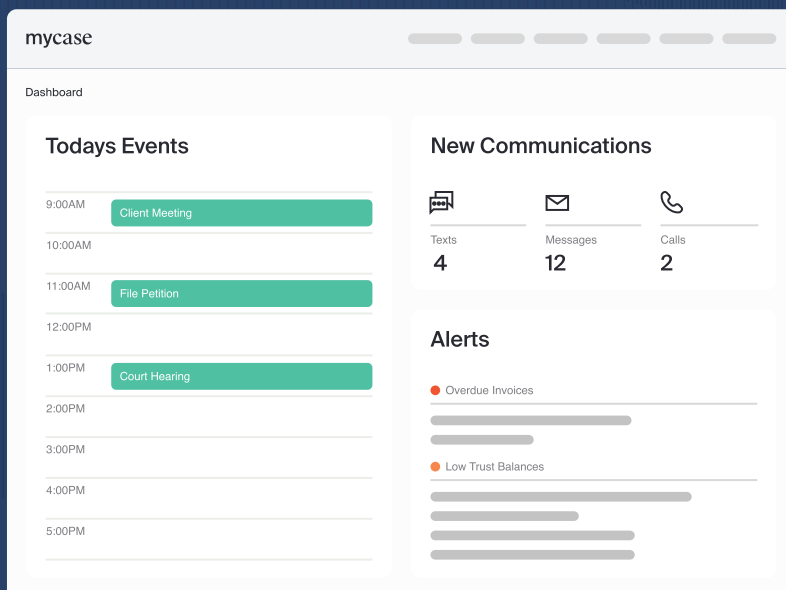 mycase
Dashboard
Todays Events
9:00AM
Client Meeting
10:00AM
11:00AM
File Petition
12:00PM
1:00PM
Court Hearing
2:00PM
3:00PM
4:00PM
5:00PM
New Communications
Texts
4
Messages
12
Calls
2
Alerts
Overdue Invoices
Low Trust Balances